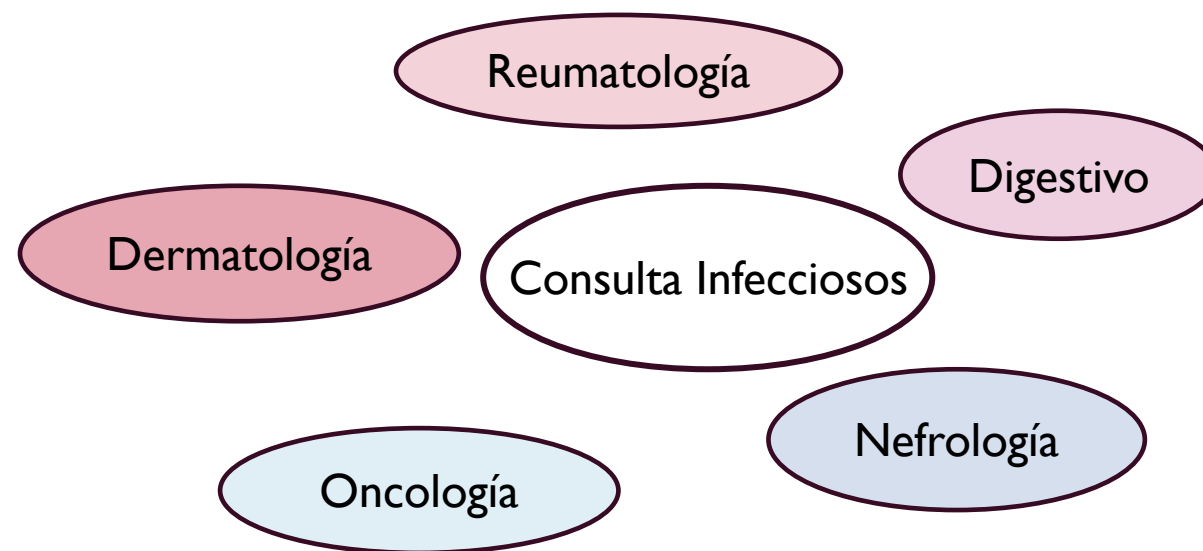 Reumatología
Digestivo
Dermatología
Consulta Infecciosos
Nefrología
Oncología